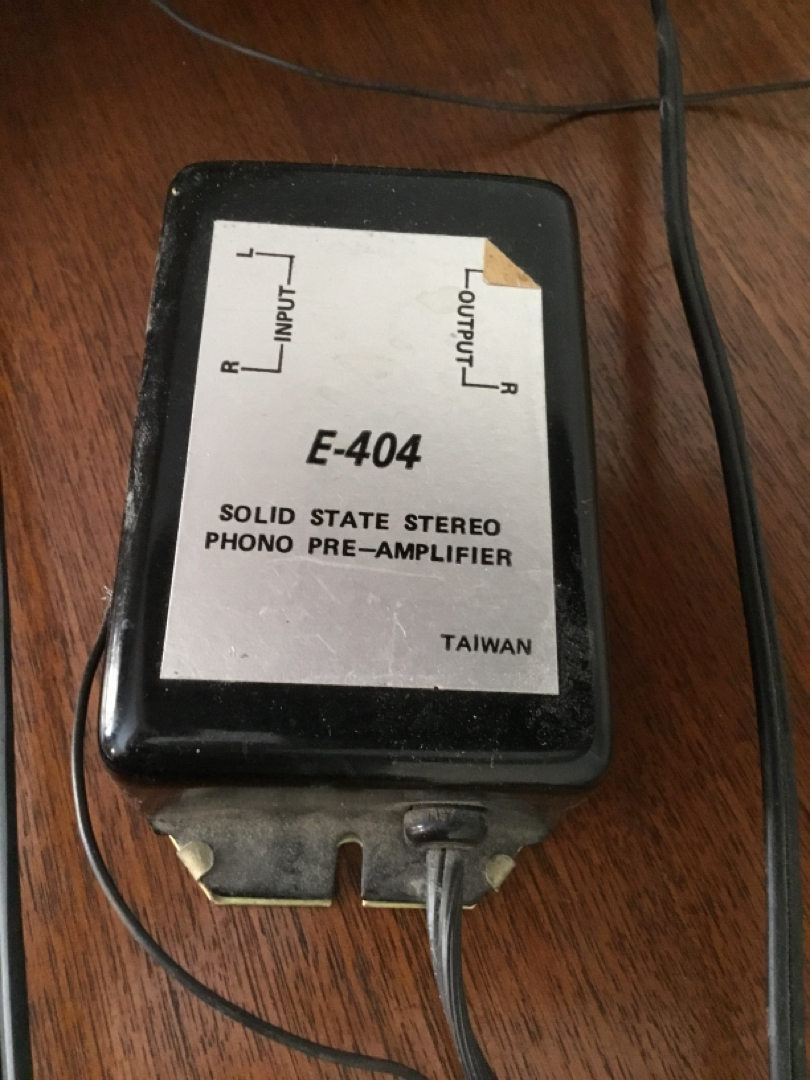 L
INPUT
R
OUTPUT
R
E-404
SOLID STATE STEREO
PHONO PRE-AMPLIFIER
TAIWAN